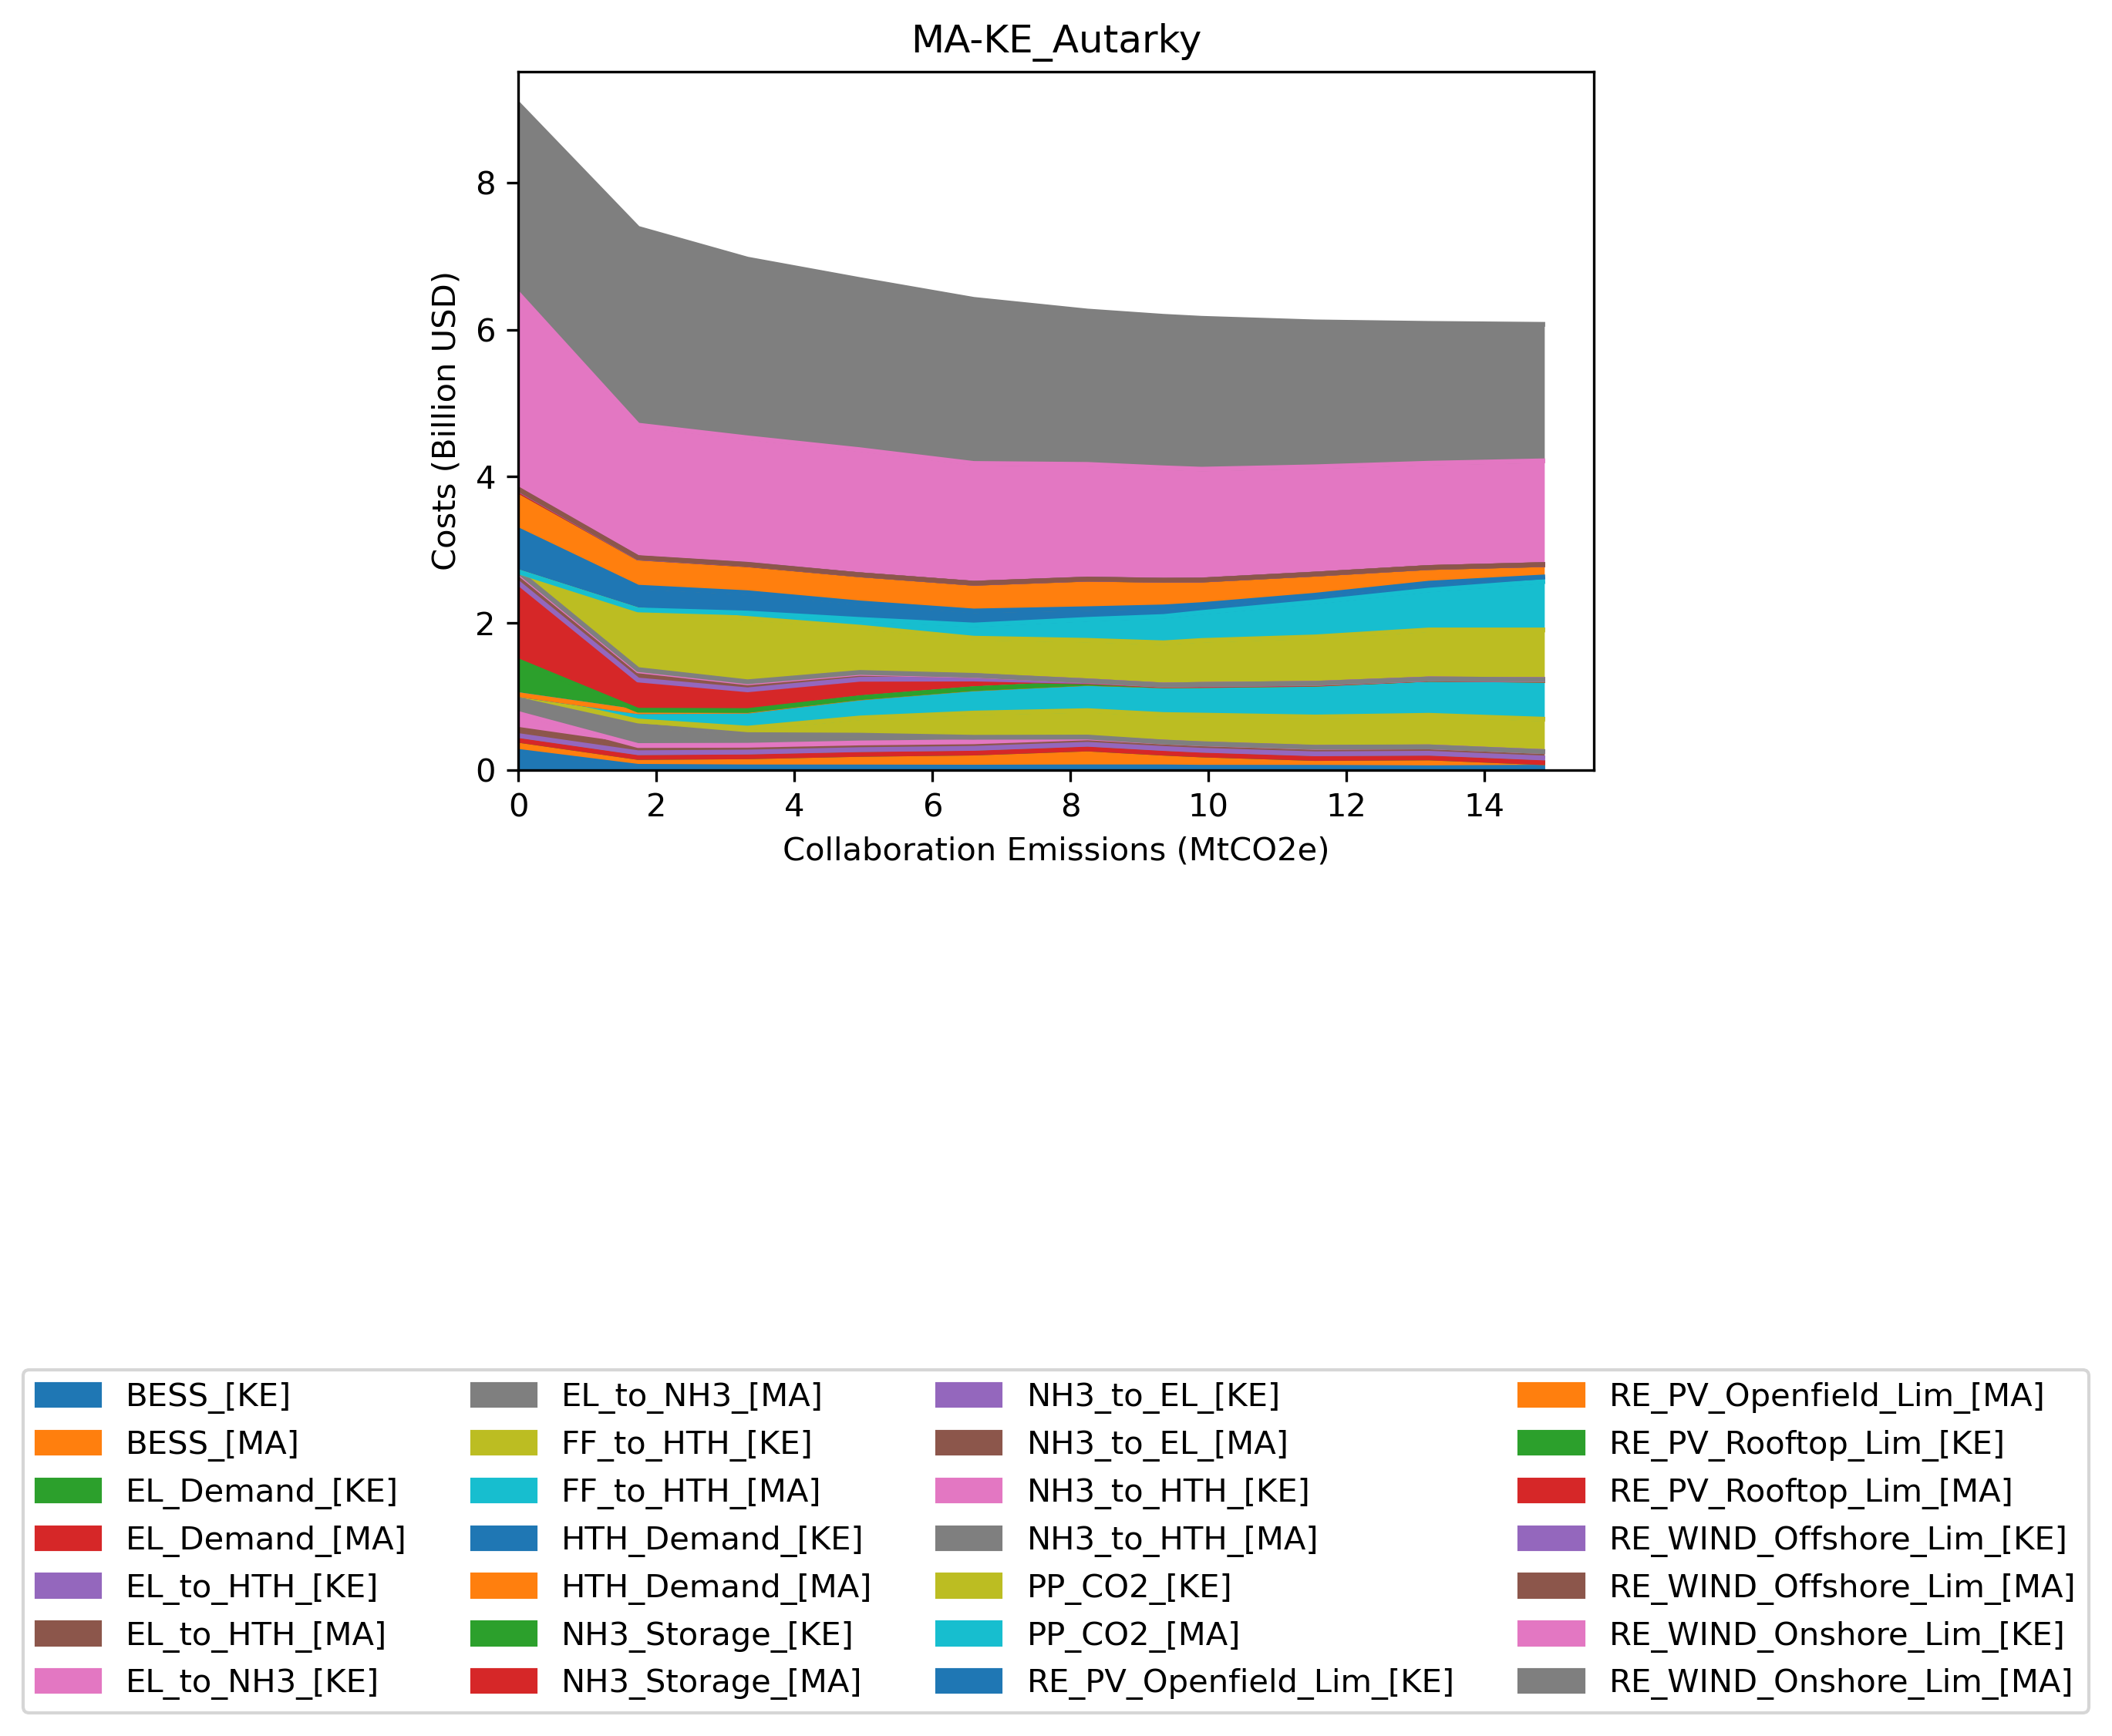 MA-KE_Autarky
Costs (Billion USD)
8
6
4
2
0
0 2 4 6 8 10 12 14
Collaboration Emissions (MtCO2e)
BESS_[KE]
BESS_[MA]
EL_Demand_[KE]
EL_Demand_[MA]
EL_to_HTH_[KE]
EL_to_HTH_[MA]
EL_to_NH3_[KE]
EL_to_NH3_[MA]
FF_to_HTH_[KE]
FF_to_HTH_[MA]
HTH_Demand_[KE]
HTH_Demand_[MA]
NH3_Storage_[KE]
NH3_Storage_[MA]
NH3_to_EL_[KE]
NH3_to_EL_[MA]
NH3_to_HTH_[KE]
NH3_to_HTH_[MA]
PP_CO2_[KE]
PP_CO2_[MA]
RE_PV_Openfield_Lim_[KE]
RE_PV_Openfield_Lim_[MA]
RE_PV_Rooftop_Lim_[KE]
RE_PV_Rooftop_Lim_[MA]
RE_WIND_Offshore_Lim_[KE]
RE_WIND_Offshore_Lim_[MA]
RE_WIND_Onshore_Lim_[KE]
RE_WIND_Onshore_Lim_[MA]